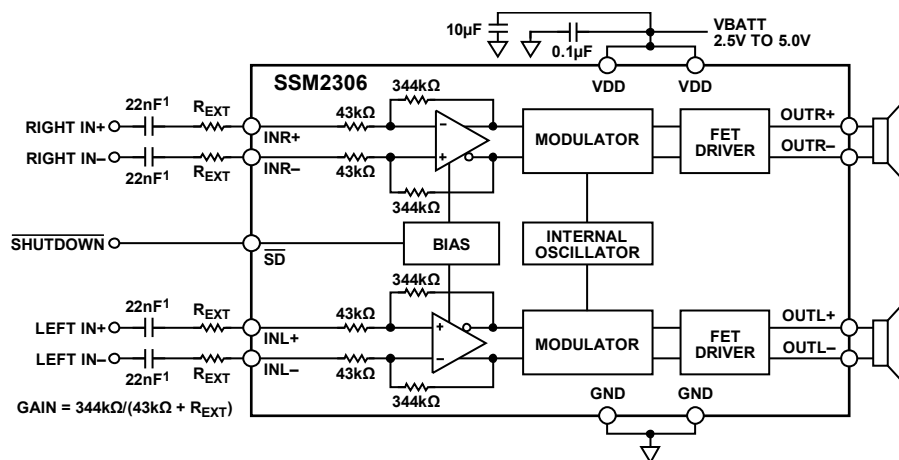 10µF
0.1µF
VBATT
2.5V TO 5.0V
SSM2306
VDD
VDD
22nF1
REXT
43kΩ
344kΩ
RIGHT IN+
INR+
MODULATOR
FET
DRIVER
OUTR+
RIGHT IN–
INR–
OUTR–
22nF1
REXT
43kΩ
344kΩ
SHUTDOWN
SD
BIAS
INTERNAL
OSCILLATOR
22nF1
REXT
43kΩ
344kΩ
LEFT IN+
INL+
MODULATOR
FET
DRIVER
OUTL+
LEFT IN–
INL–
OUTL–
22nF1
REXT
43kΩ
344kΩ
GND
GND
GAIN = 344kΩ/(43kΩ + REXT)